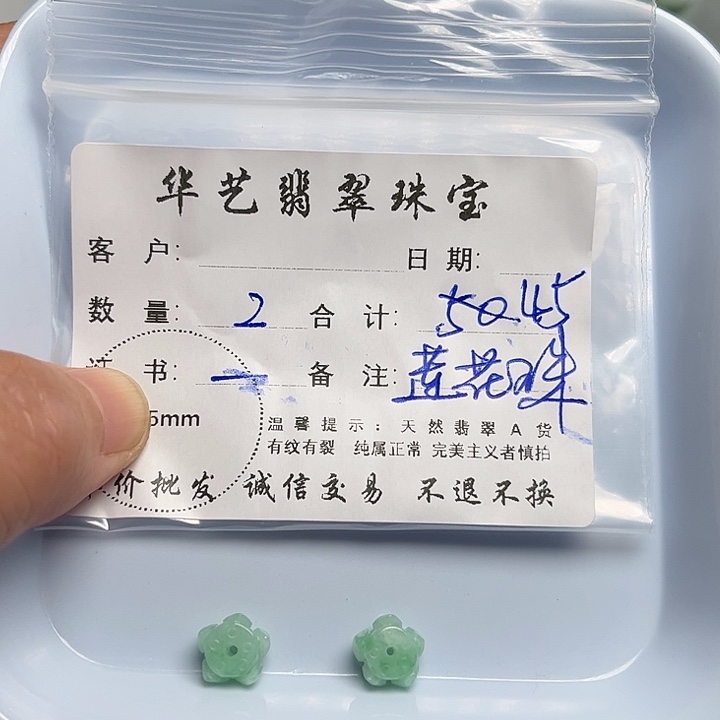 华艺翡翠珠宝
客 户: 日 期:
数 量: 2 合 计: 50.45
证 书: 一 备 注: 莲花珠
5mm
温馨提示:天然翡翠A货
有纹有裂 纯属正常 完美主义者慎拍
价批发 诚信交易 不退不换